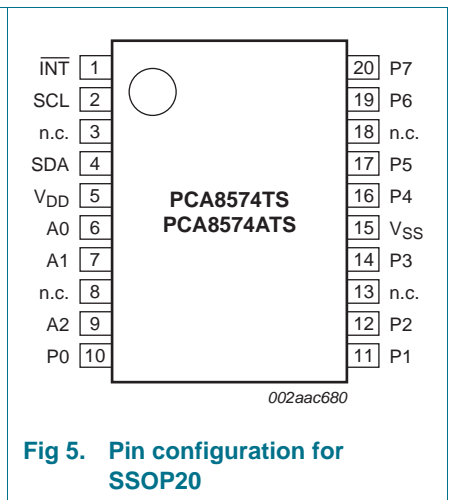 INT 1 20 P7
SCL 2 19 P6
n.c. 3 18 n.c.
SDA 4 17 P5
VDD 5 16 P4
PCA8574TS
PCA8574ATS
A0 6 15 VSS
A1 7 14 P3
n.c. 8 13 n.c.
A2 9 12 P2
P0 10 11 P1
002aac680
Fig 5. Pin configuration for
SSOP20